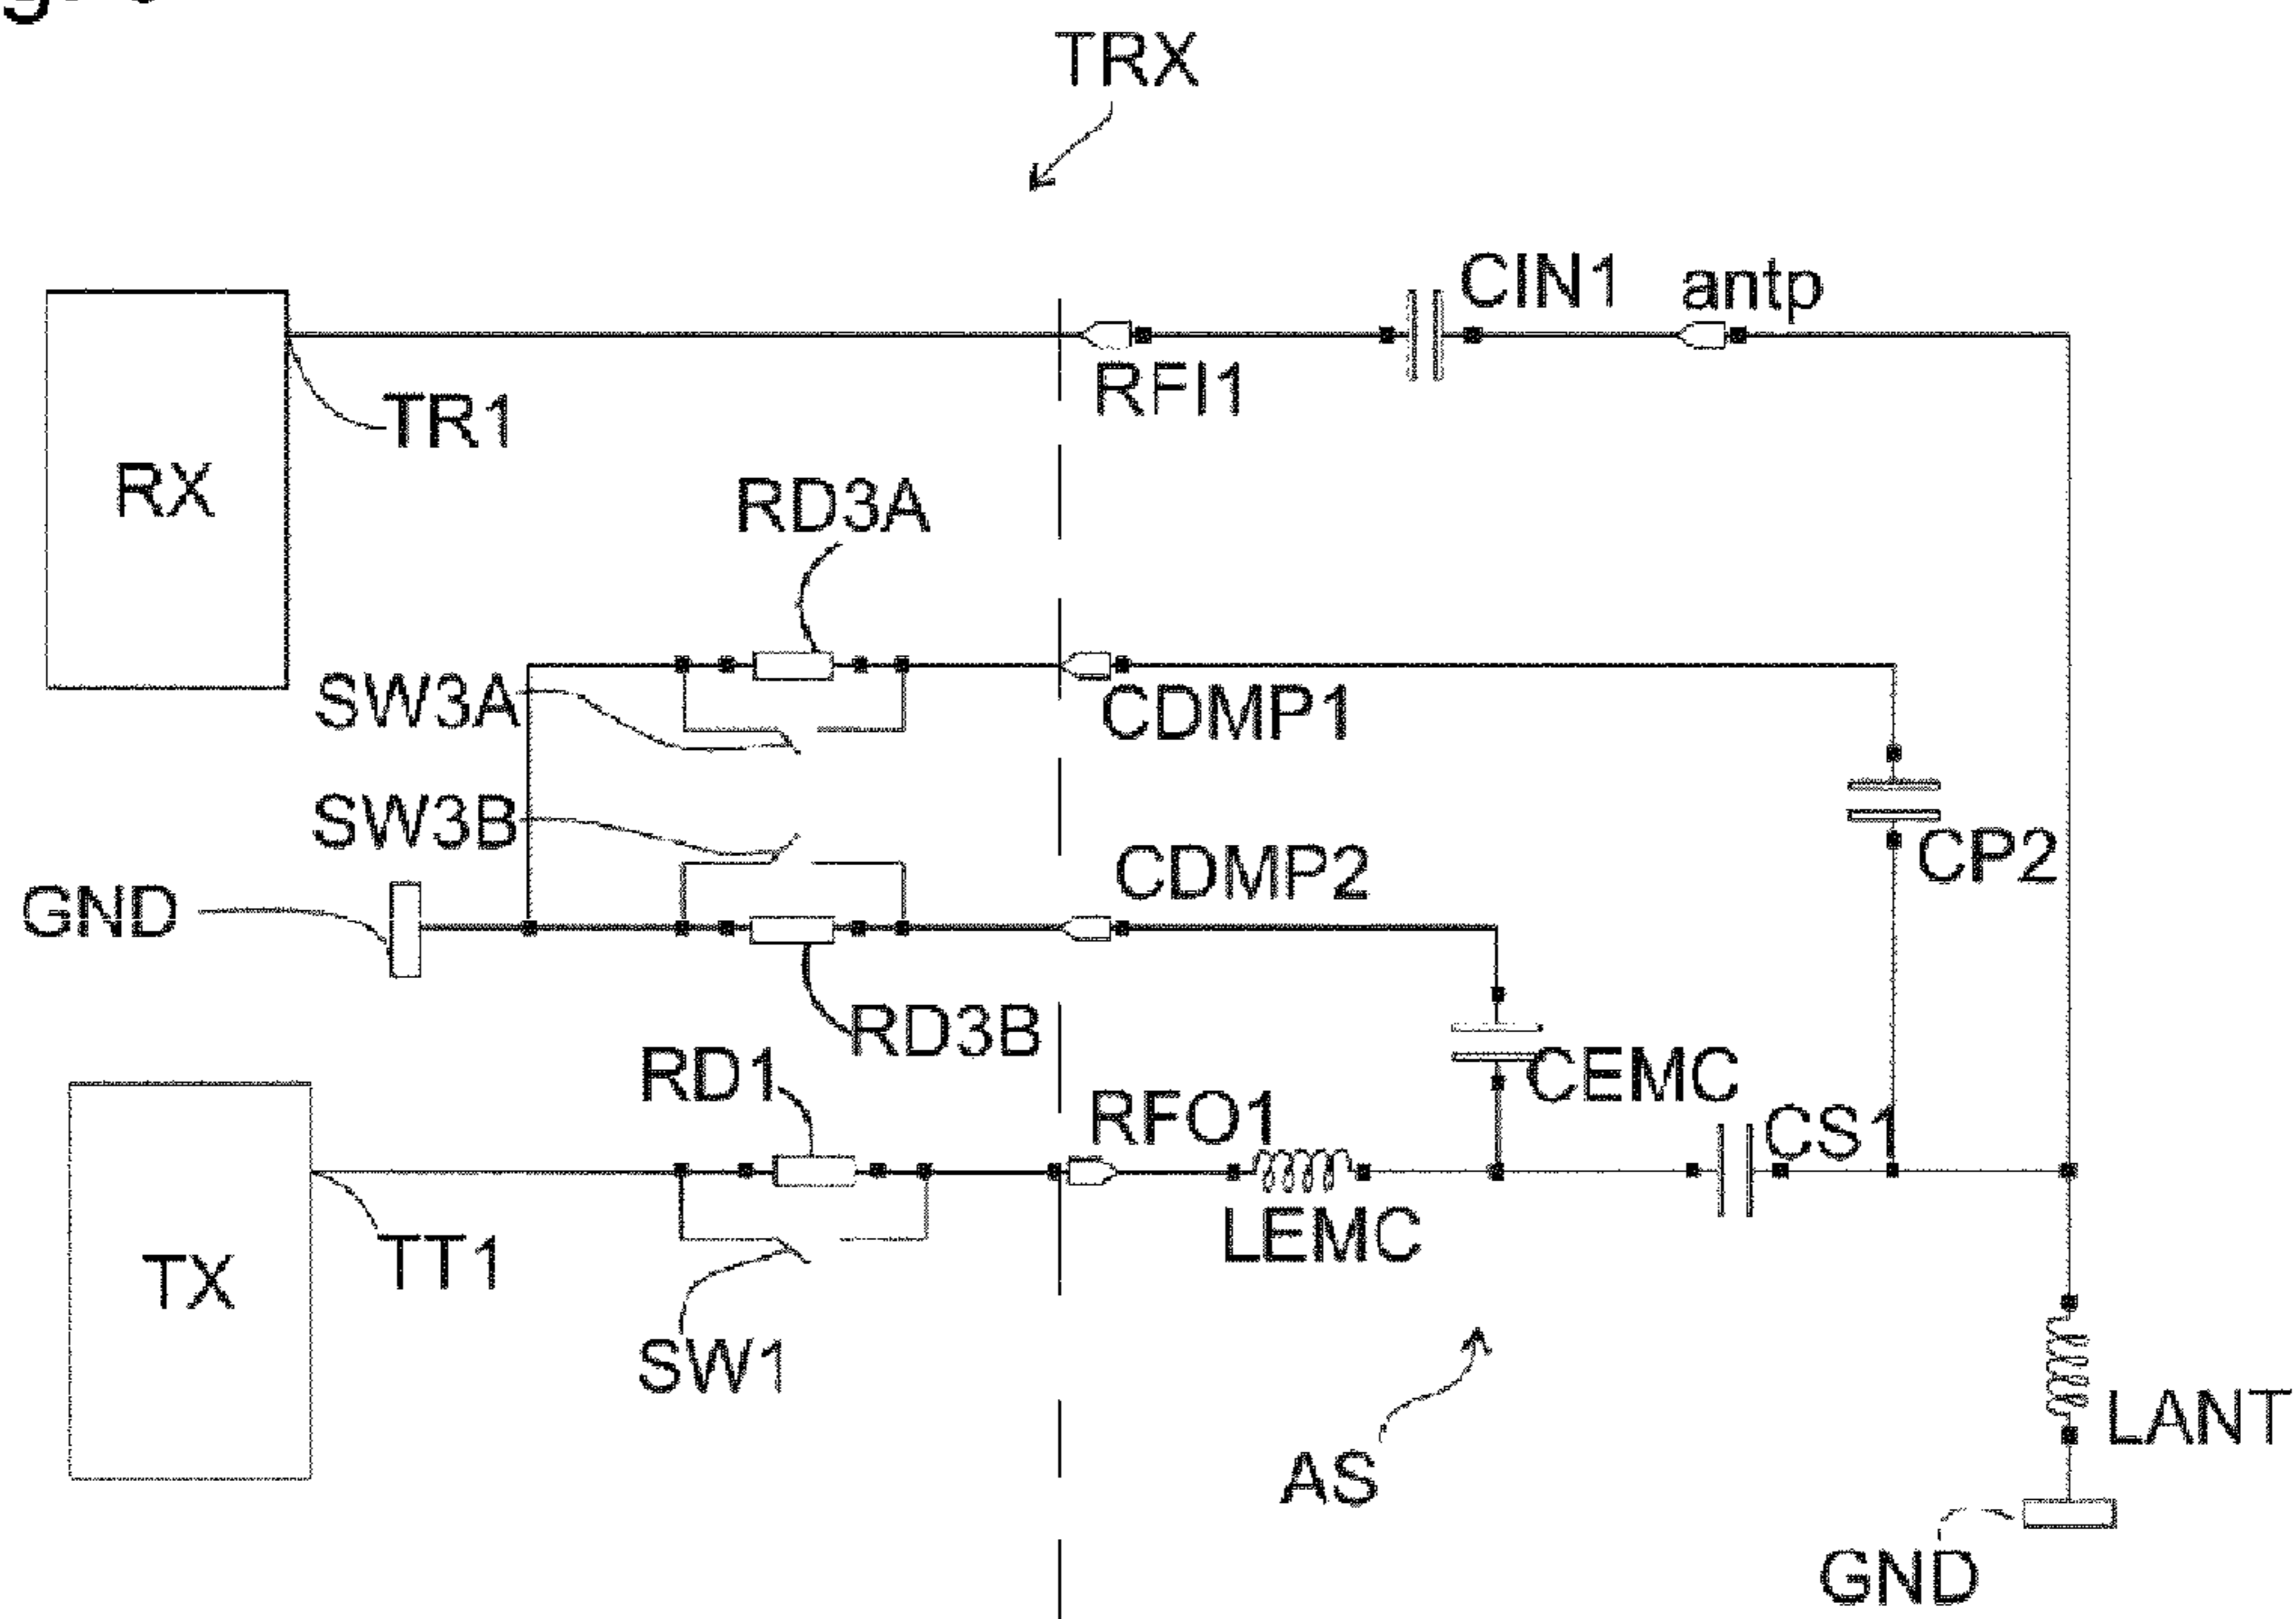 TRX
CIN1
antp
RFI1
TR1
RX
RD3A
SW3A
CDMP1
SW3B
CDMP2
CP2
GND
RD3B
RD1
CEMC
RFO1
CS1
LEMC
TT1
TX
SW1
LANT
AS
GND